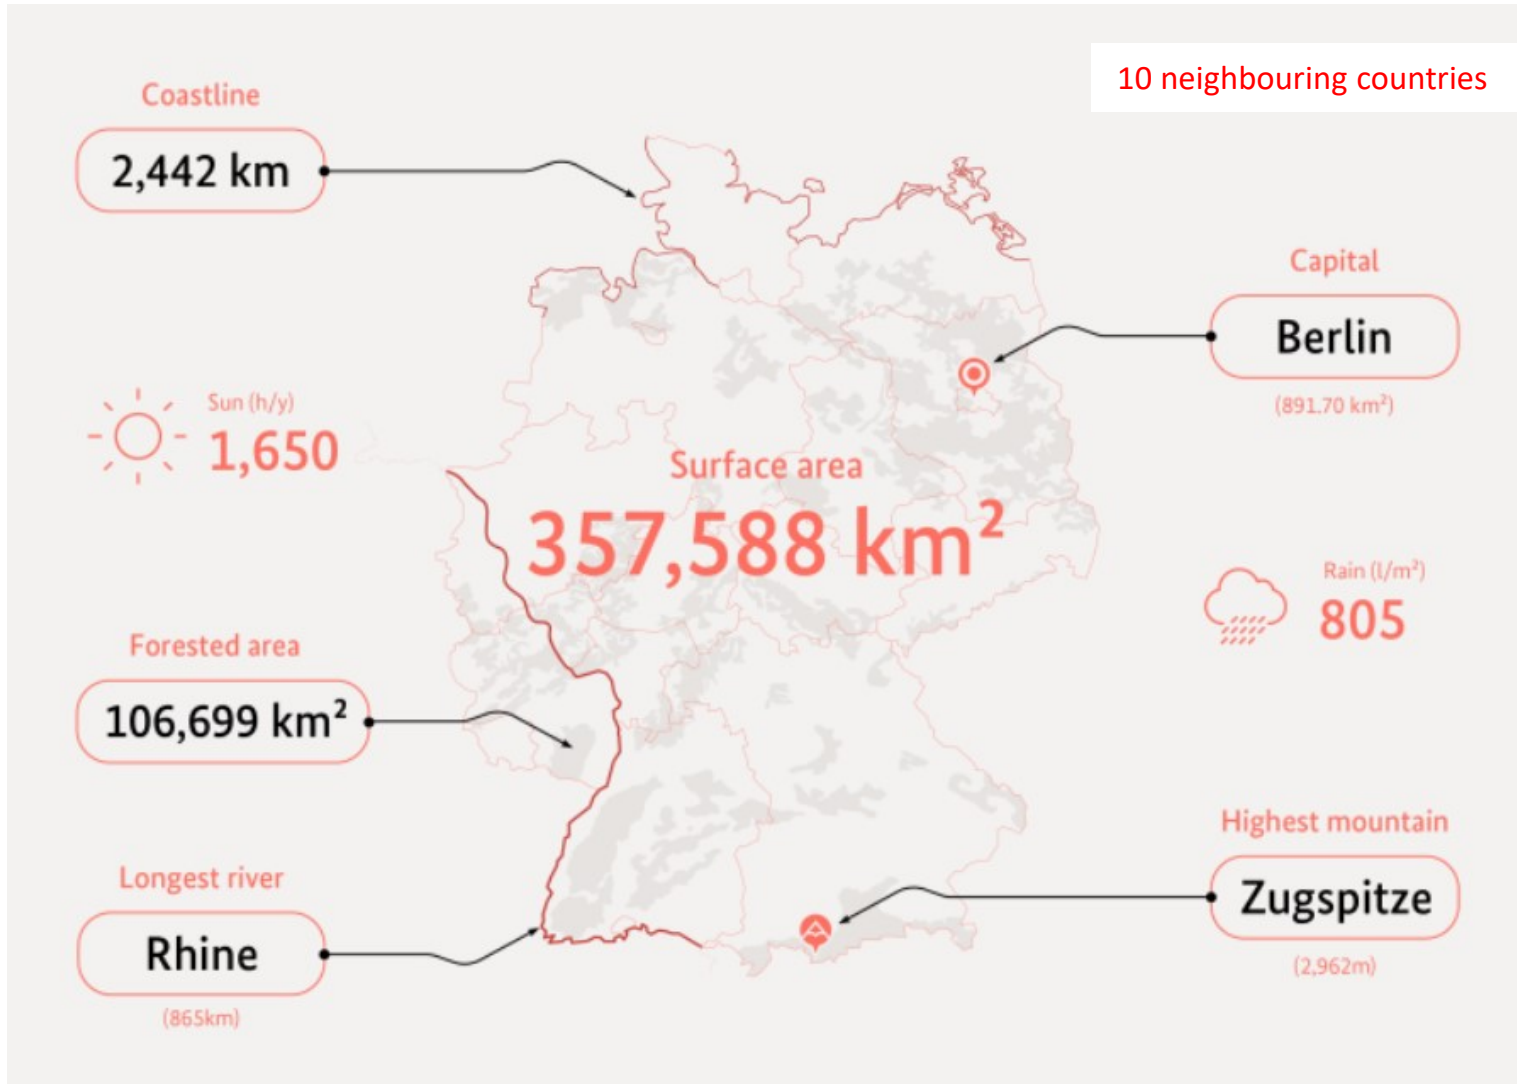 10 neighbouring countries
Coastline
2,442 km
Capital
Berlin
(891.70 km²)
Sun (h/y)
1,650
Surface area
357,588 km²
Rain (l/m²)
805
Forested area
106,699 km²
Highest mountain
Zugspitze
(2,962m)
Longest river
Rhine
(865km)